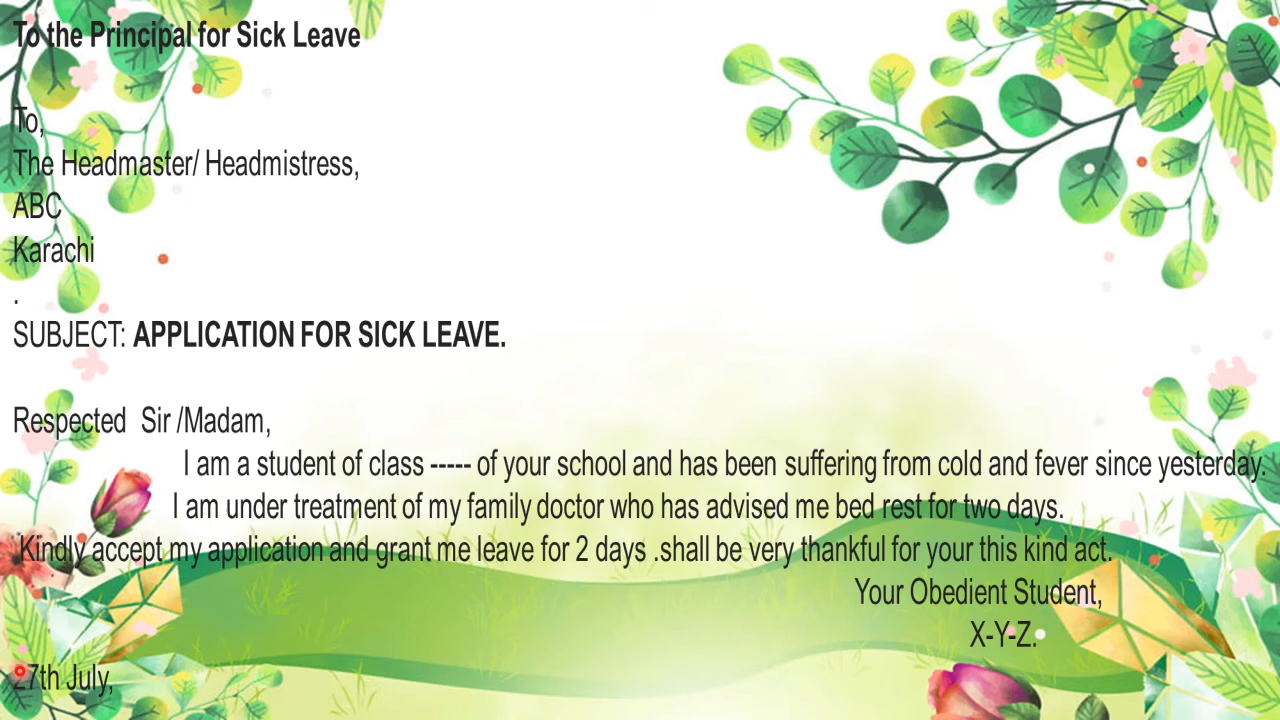 To the Principal for Sick Leave
To,
The Headmaster/ Headmistress,
ABC
Karachi
.
SUBJECT: APPLICATION FOR SICK LEAVE.
Respected Sir /Madam,
I am a student of class ----- of your school and has been suffering from cold and fever since yesterday.
I am under treatment of my family doctor who has advised me bed rest for two days.
Kindly accept my application and grant me leave for 2 days .shall be very thankful for your this kind act.
Your Obedient Student,
X-Y-Z.
27th July,